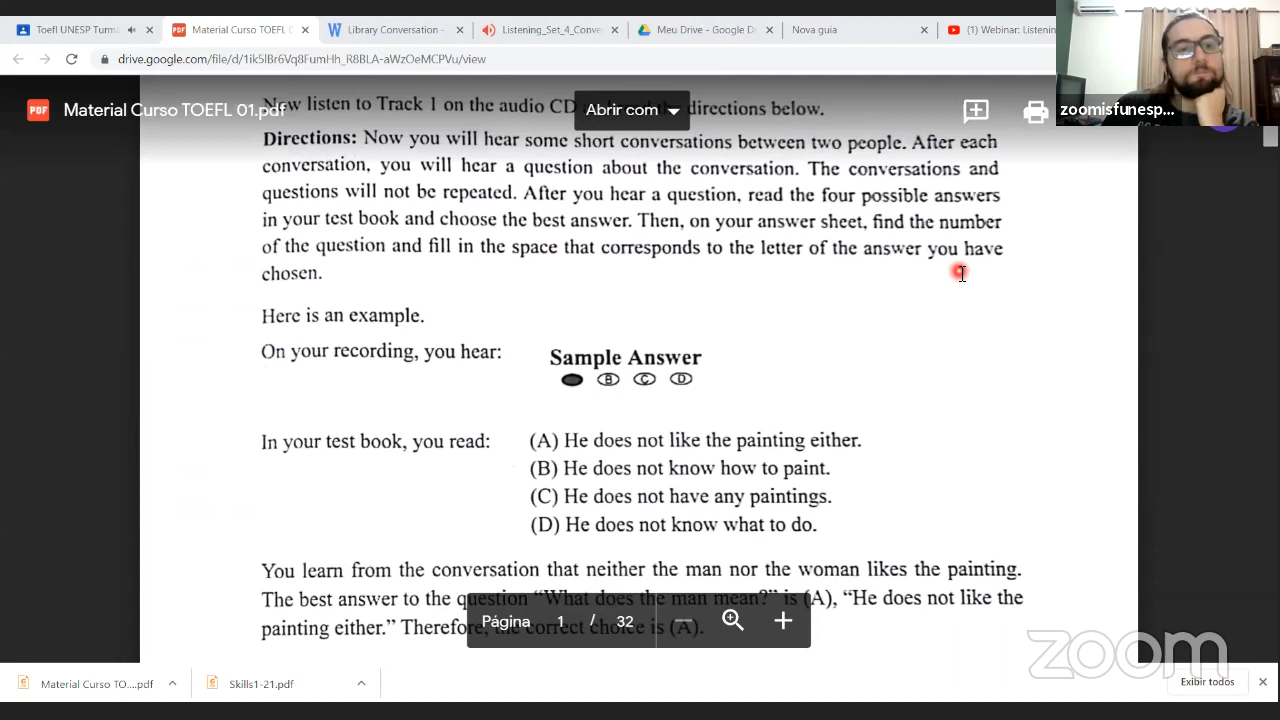 Toefl UNESP Turm
Material Curso TOEFL 0
Library Conversation -
Listening_Set_4_Conve
Meu Drive - Google D
Nova guia
(1) Webinar: Listenin
drive.google.com/file/d/1ik5lBr6Vq8FumHh_R8BLA-aWzOeMCPVu/view
zoomisfunesp...
PDF Material Curso TOEFL 01.pdf
Abrir com
Now listen to Track 1 on the audio CD directions below.
Directions: Now you will hear some short conversations between two people. After each
conversation, you will hear a question about the conversation. The conversations and
questions will not be repeated. After you hear a question, read the four possible answers
in your test book and choose the best answer. Then, on your answer sheet, find the number
of the question and fill in the space that corresponds to the letter of the answer you have
chosen.
Here is an example.
On your recording, you hear:
Sample Answer
B C D
In your test book, you read:
(A) He does not like the painting either.
(B) He does not know how to paint.
(C) He does not have any paintings.
(D) He does not know what to do.
You learn from the conversation that neither the man nor the woman likes the painting.
The best answer to the question “What does the man mean?” is (A), “He does not like the
painting either.” Therefore, the correct choice is (A).
Página 1 / 32
zoom
Material Curso TO....pdf
Skills1-21.pdf
Exibir todos